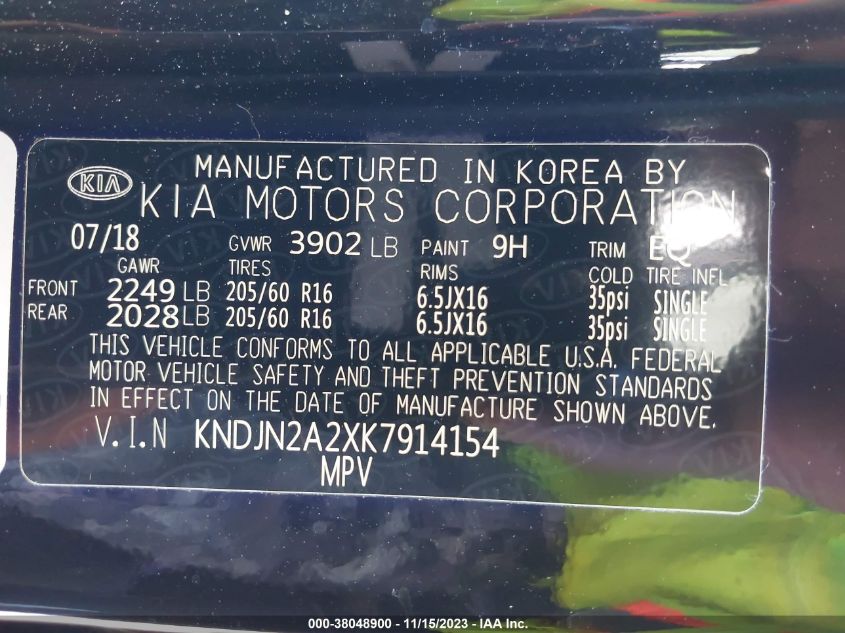 MANUFACTURED IN KOREA BY
KIA KIA MOTORS CORPORATION
07/18 GVWR 3902 LB PAINT 9H TRIM EQ
GAWR TIRES RIMS COLD TIRE INFL
FRONT 2249 LB 205/60 R16 6.5JX16 35psi SINGLE
REAR 2028 LB 205/60 R16 6.5JX16 35psi SINGLE
THIS VEHICLE CONFORMS TO ALL APPLICABLE U.S.A. FEDERAL
MOTOR VEHICLE SAFETY AND THEFT PREVENTION STANDARDS
IN EFFECT ON THE DATE OF MANUFACTURE SHOWN ABOVE.
V.I.N KNDJN2A2XK7914154
MPV
000-38048900 - 11/15/2023 - IAA Inc.